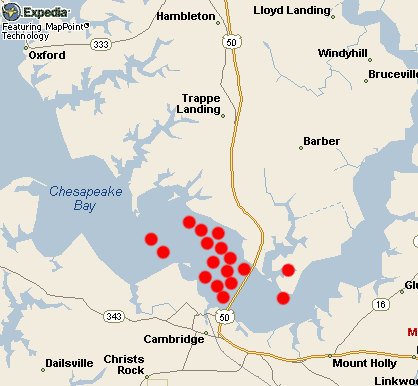 Expedia
Featuring MapPoint
Technology
Hambleton
Lloyd Landing
50
333
Oxford
Windyhill
Bruceville
Trappe
Landing
Barber
Chesapeake
Bay
16
343
50
Cambridge
Dailsville
Christs
Rock
Mount Holly
Linkwo